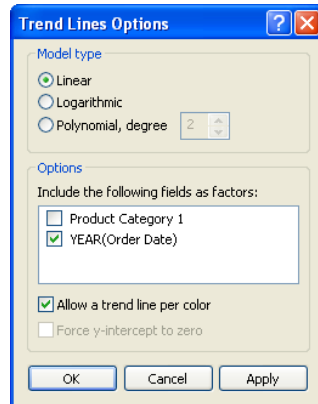 Trend Lines Options
Model type
Linear
Logarithmic
Polynomial, degree 2
Options
Include the following fields as factors:
Product Category 1
YEAR(Order Date)
Allow a trend line per color
Force y-intercept to zero
OK Cancel Apply